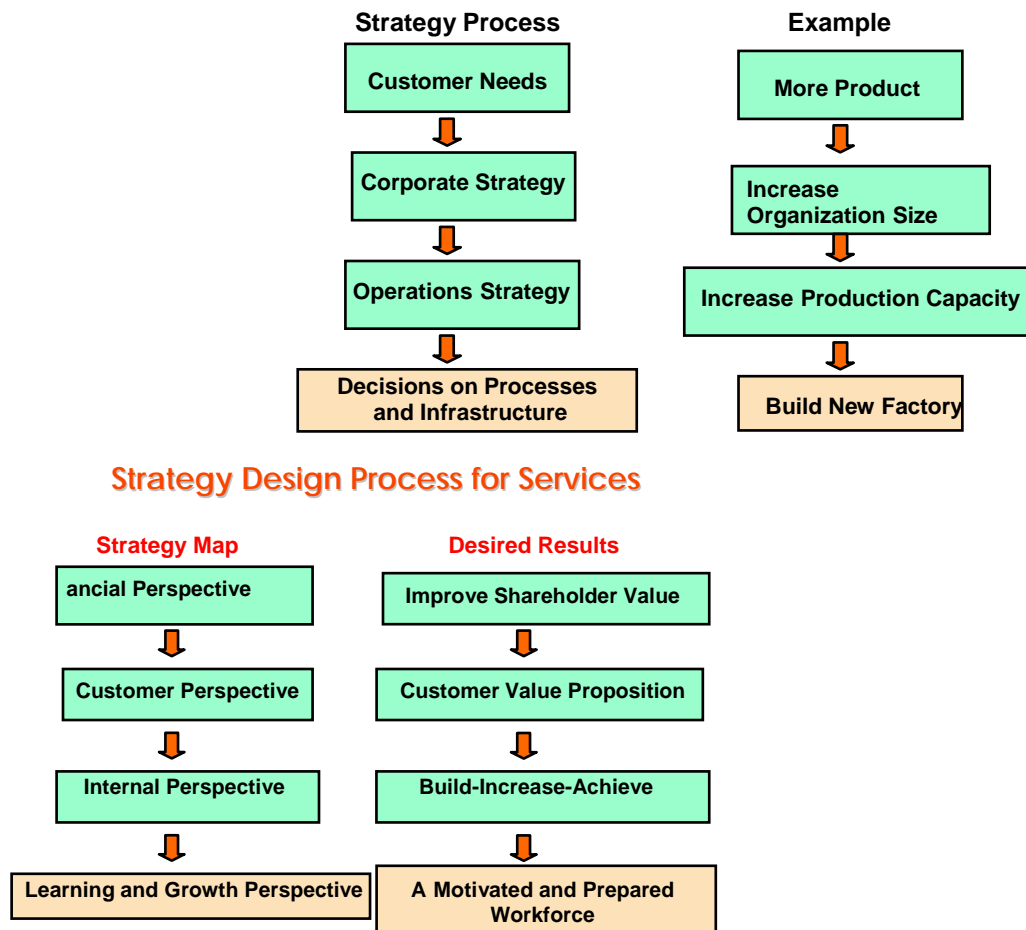 Strategy Process
Customer Needs
Corporate Strategy
Operations Strategy
Decisions on Processes
and Infrastructure
Example
More Product
Increase
Organization Size
Increase Production Capacity
Build New Factory
Strategy Design Process for Services
Strategy Map
ancial Perspective
Customer Perspective
Internal Perspective
Learning and Growth Perspective
Desired Results
Improve Shareholder Value
Customer Value Proposition
Build-Increase-Achieve
A Motivated and Prepared
Workforce